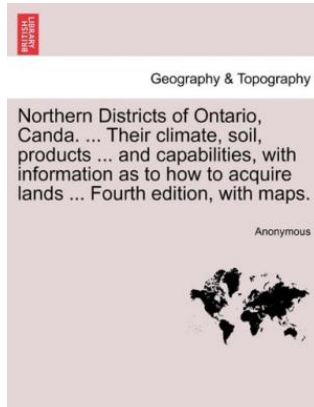 BRITISH
LIBRARY
Geography & Topography
Northern Districts of Ontario,
Canda. ... Their climate, soil,
products ... and capabilities, with
information as to how to acquire
lands ... Fourth edition, with maps.
Anonymous